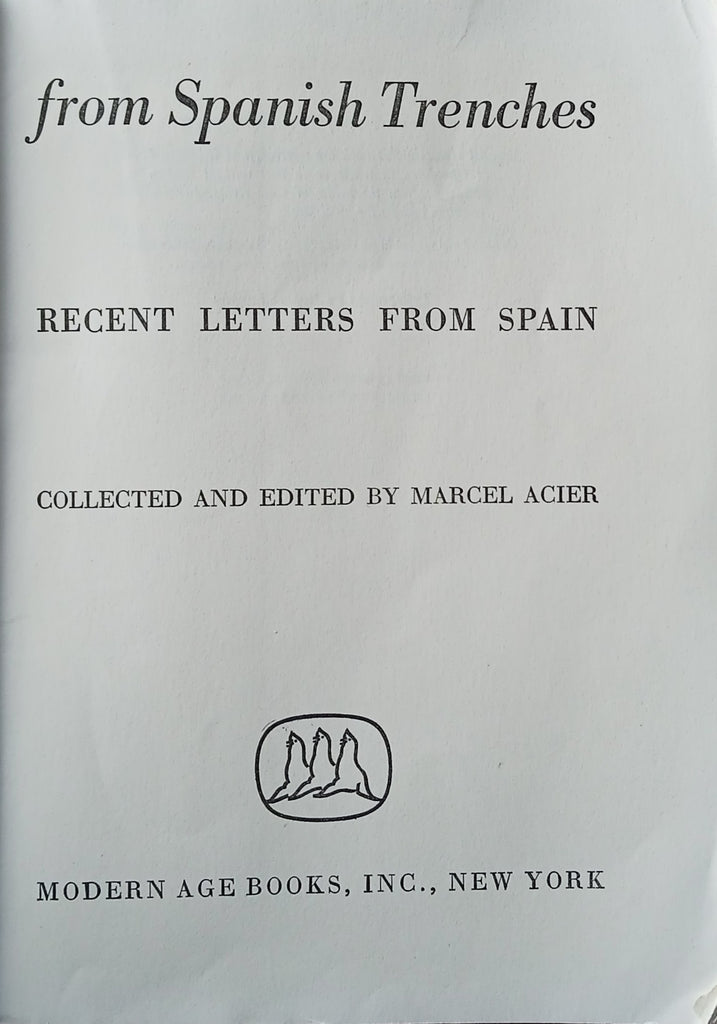 from Spanish Trenches
RECENT LETTERS FROM SPAIN
COLLECTED AND EDITED BY MARCEL ACIER
MODERN AGE BOOKS, INC., NEW YORK